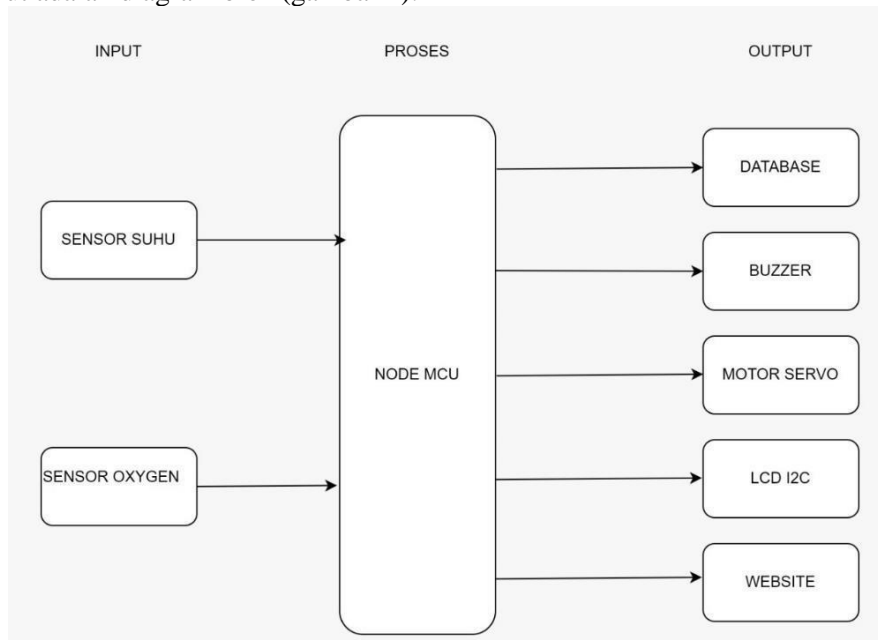 INPUT PROSES OUTPUT
DATABASE
SENSOR SUHU
BUZZER
NODE MCU
MOTOR SERVO
SENSOR OXYGEN
LCD I2C
WEBSITE